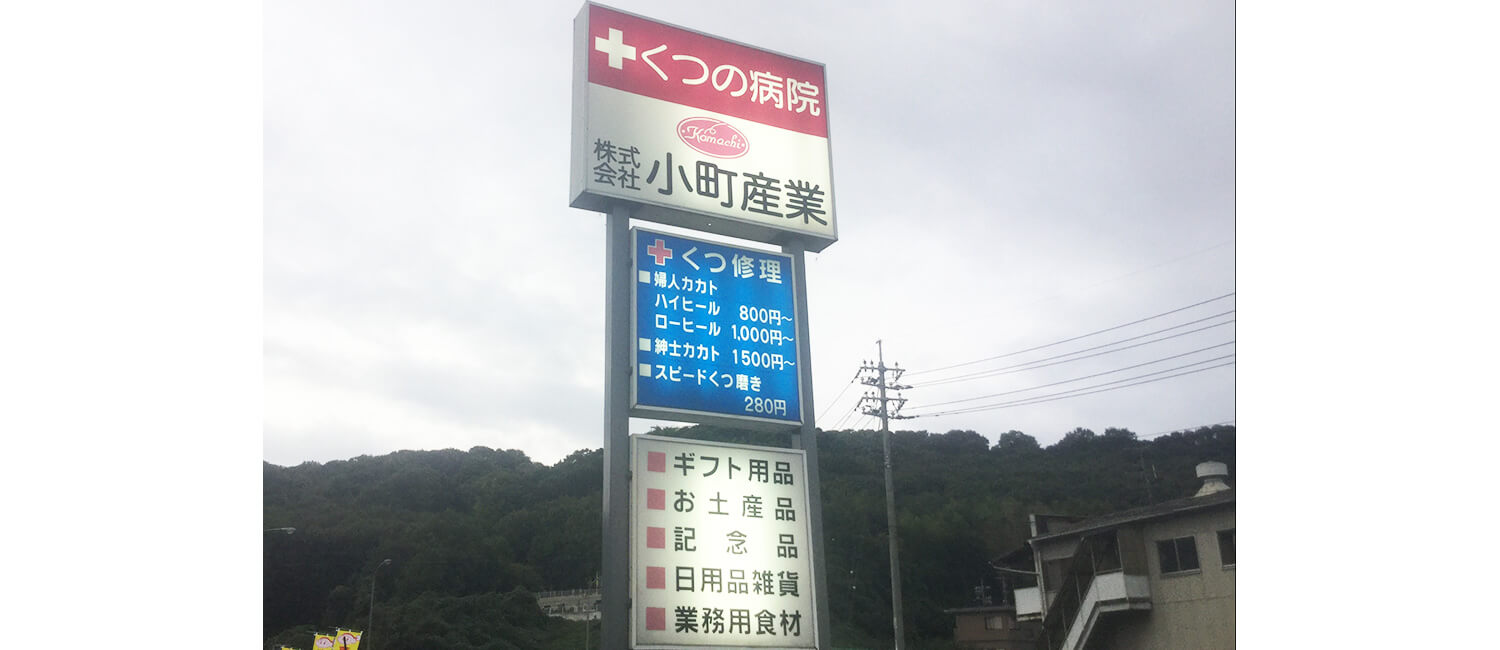 くつの病院
Komachi
株式会社 小町産業
くつ修理
■婦人カカト
ハイヒール 800円〜
ローヒール 1,000円〜
■紳士カカト 1500円〜
■スピードくつ磨き
280円
■ギフト用品
■お土産品
■記念品
■日用品雑貨
■業務用食材